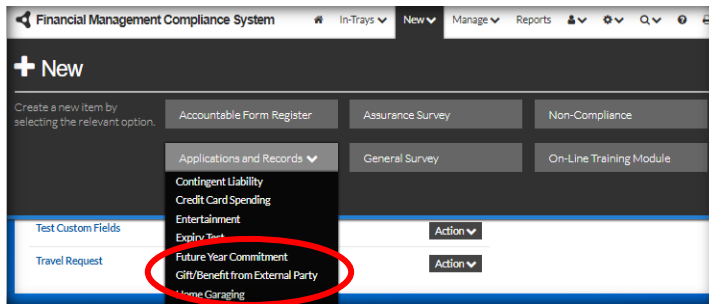 Financial Management Compliance System In-Trays New Manage Reports
New
Create a new item by
selecting the relevant option.
Accountable Form Register Assurance Survey Non-Compliance
Applications and Records General Survey On-Line Training Module
Contingent Liability
Credit Card Spending
Entertainment
Test Custom Fields Expiry Test Action
Future Year Commitment
Travel Request Action
Gift/Benefit from External Party
Home Garaging